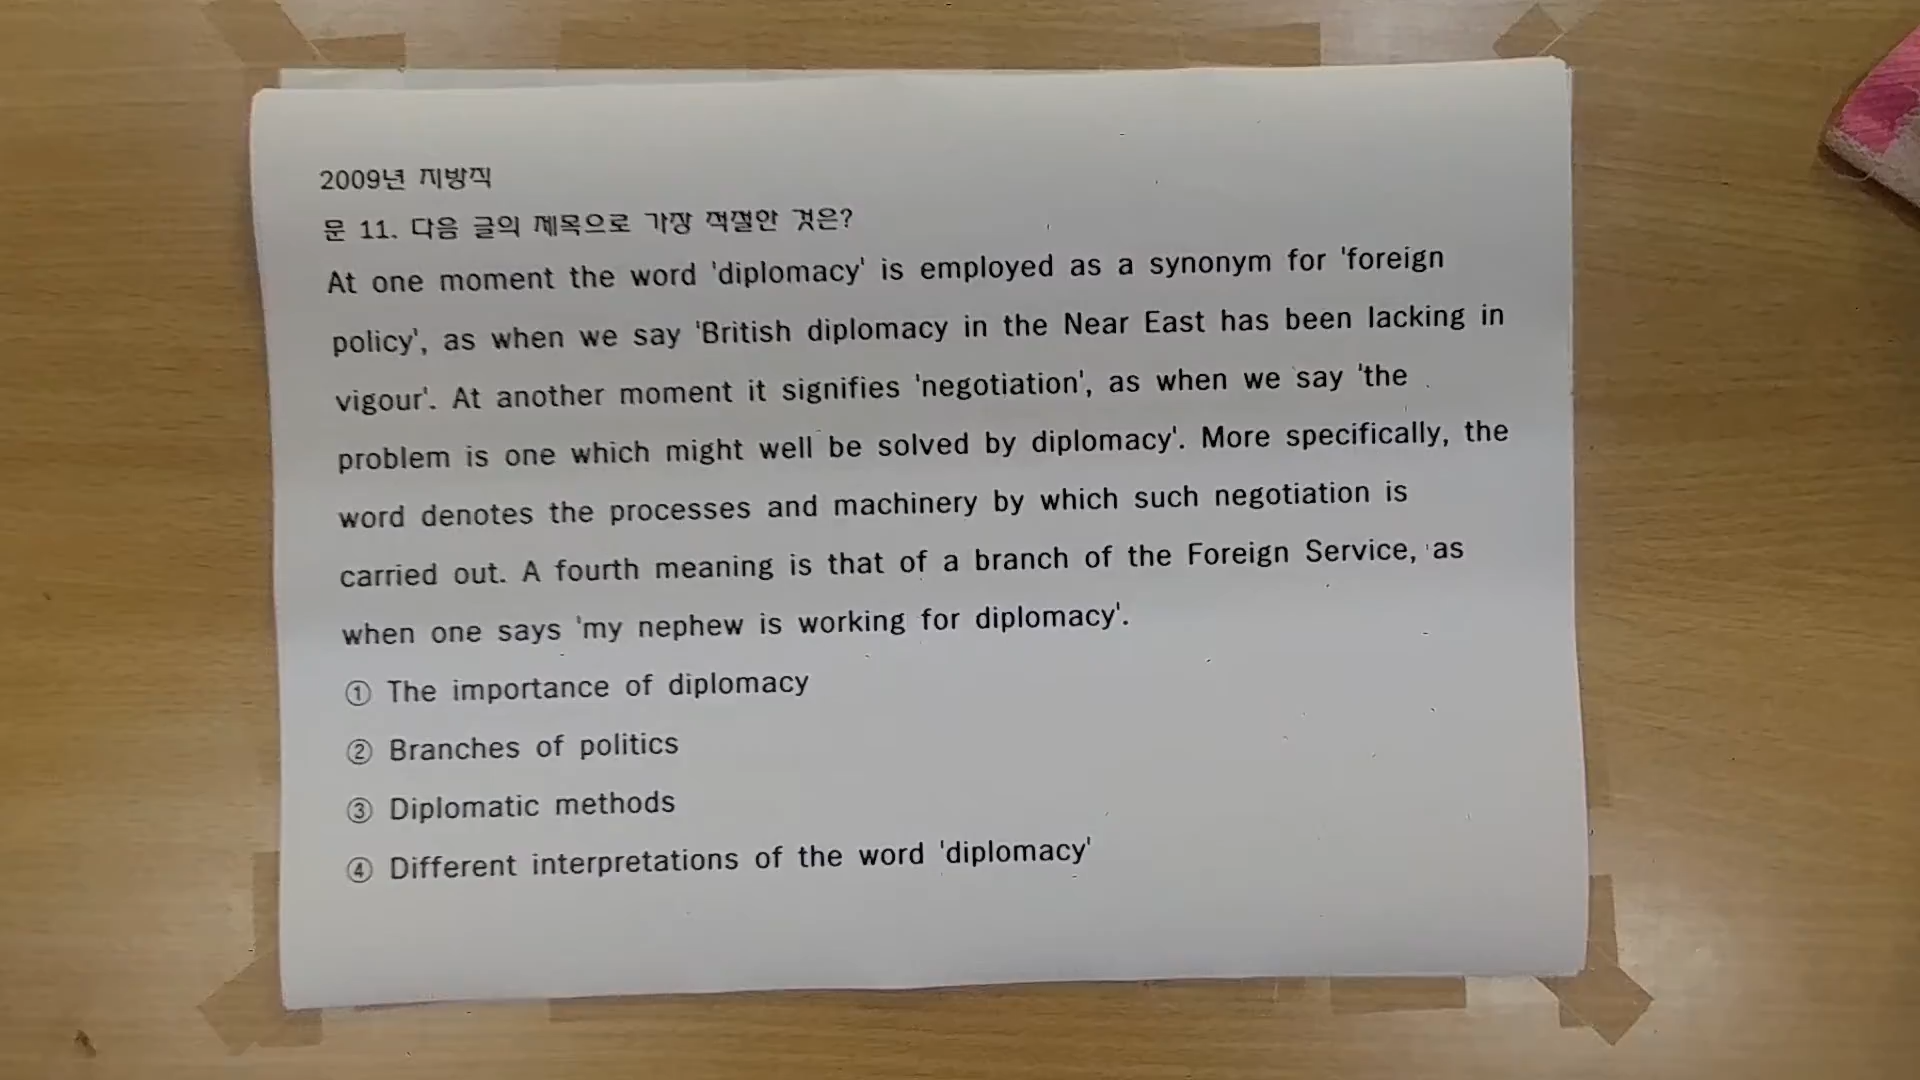 2009년 지방직
문 11. 다음 글의 제목으로 가장 적절한 것은?
At one moment the word 'diplomacy' is employed as a synonym for 'foreign
policy', as when we say 'British diplomacy in the Near East has been lacking in
vigour'. At another moment it signifies 'negotiation', as when we say 'the
problem is one which might well be solved by diplomacy'. More specifically, the
word denotes the processes and machinery by which such negotiation is
carried out. A fourth meaning is that of a branch of the Foreign Service, as
when one says 'my nephew is working for diplomacy'.
① The importance of diplomacy
② Branches of politics
③ Diplomatic methods
④ Different interpretations of the word 'diplomacy'